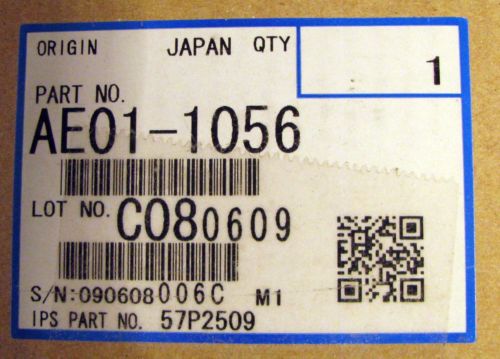 ORIGIN JAPAN QTY 1
PART NO.
AE01-1056
LOT NO. C080609
S/N:090608006C M1
IPS PART NO. 57P2509